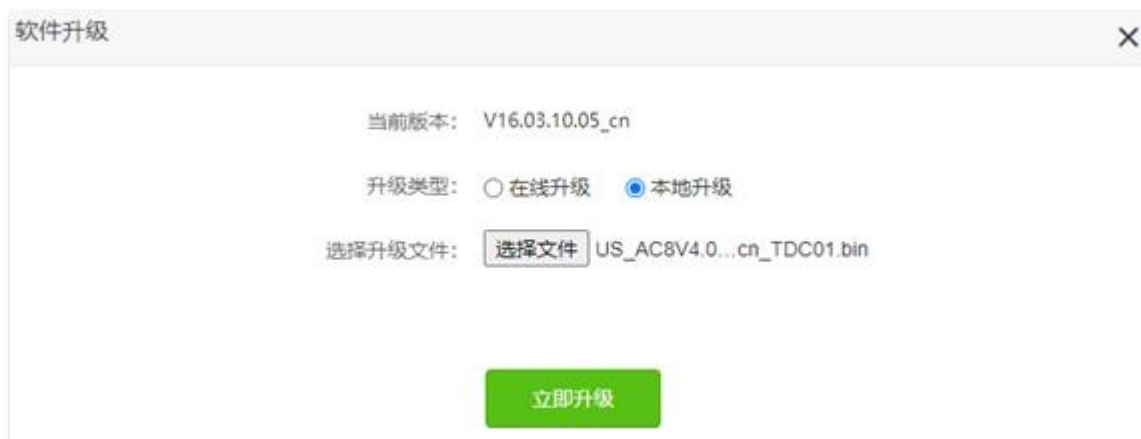 软件升级
当前版本： V16.03.10.05_cn
升级类型： 在线升级 本地升级
选择升级文件： 选择文件 US_AC8V4.0...cn_TDC01.bin
立即升级